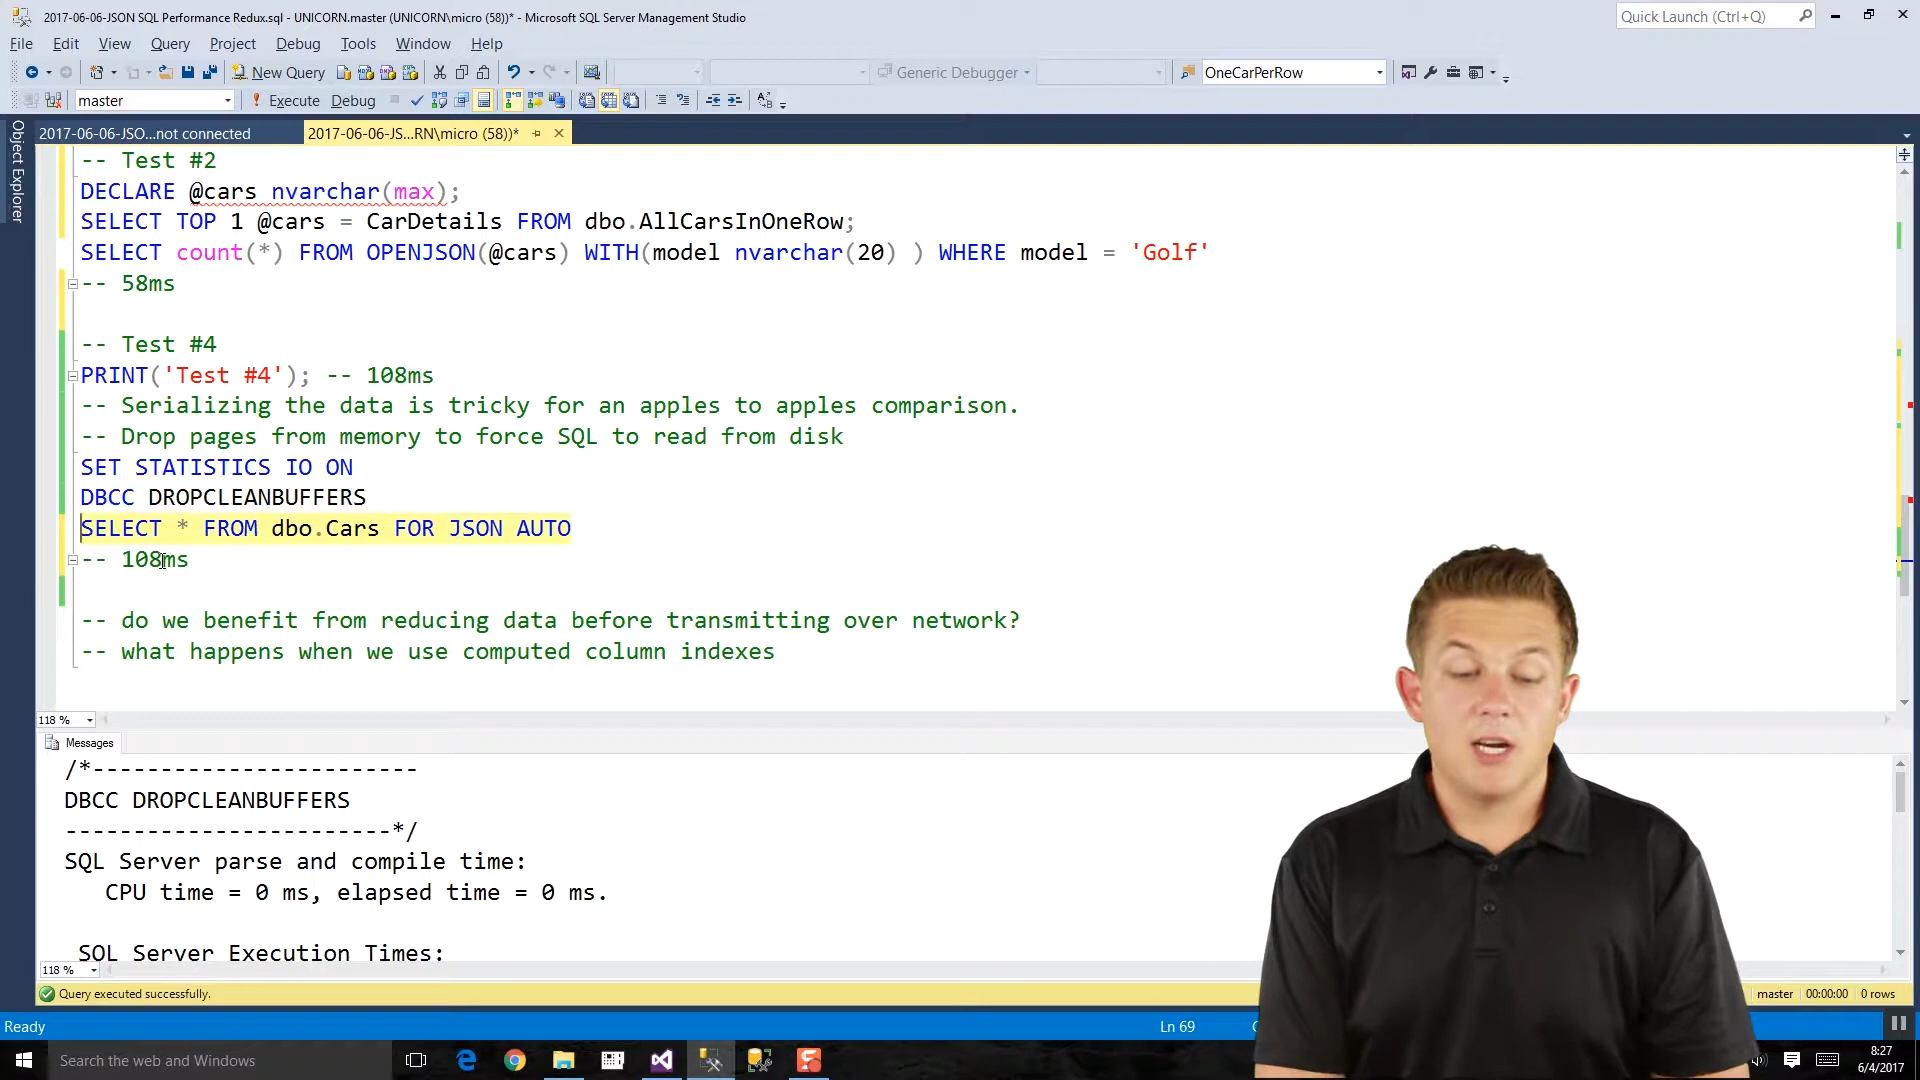 2017-06-06-JSON SQL Performance Redux.sql - UNICORN.master (UNICORN\micro (58))* - Microsoft SQL Server Management Studio
Quick Launch (Ctrl+Q)
File Edit View Query Project Debug Tools Window Help
New Query Generic Debugger OneCarPerRow
master Execute Debug
2017-06-06-JSO...not connected 2017-06-06-JS...RN\micro (58))*
Object Explorer
-- Test #2
DECLARE @cars nvarchar(max);
SELECT TOP 1 @cars = CarDetails FROM dbo.AllCarsInOneRow;
SELECT count(*) FROM OPENJSON(@cars) WITH(model nvarchar(20) ) WHERE model = 'Golf'
-- 58ms
-- Test #4
PRINT('Test #4'); -- 108ms
-- Serializing the data is tricky for an apples to apples comparison.
-- Drop pages from memory to force SQL to read from disk
SET STATISTICS IO ON
DBCC DROPCLEANBUFFERS
SELECT * FROM dbo.Cars FOR JSON AUTO
-- 108ms
-- do we benefit from reducing data before transmitting over network?
-- what happens when we use computed column indexes
118 %
Messages
/*------------------------
DBCC DROPCLEANBUFFERS
------------------------*/
SQL Server parse and compile time:
CPU time = 0 ms, elapsed time = 0 ms.
SQL Server Execution Times:
118 %
Query executed successfully. master 00:00:00 0 rows
Ready Ln 69
Search the web and Windows
8:27
6/4/2017